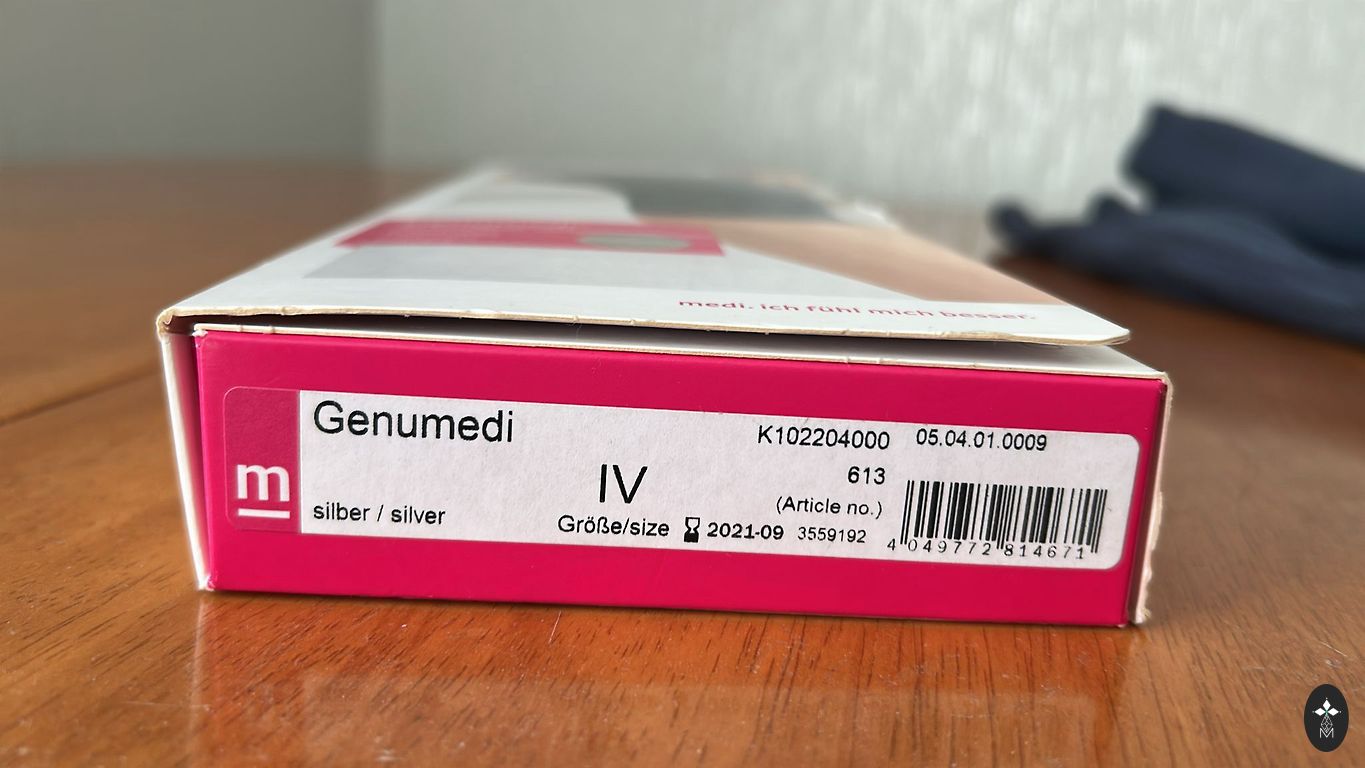 medi. ich fühl mich besser.
m
Genumedi
K102204000 05.04.01.0009
IV
613
silber / silver
(Article no.)
Größe/size 2021-09 3559192
4 049772 814671
M